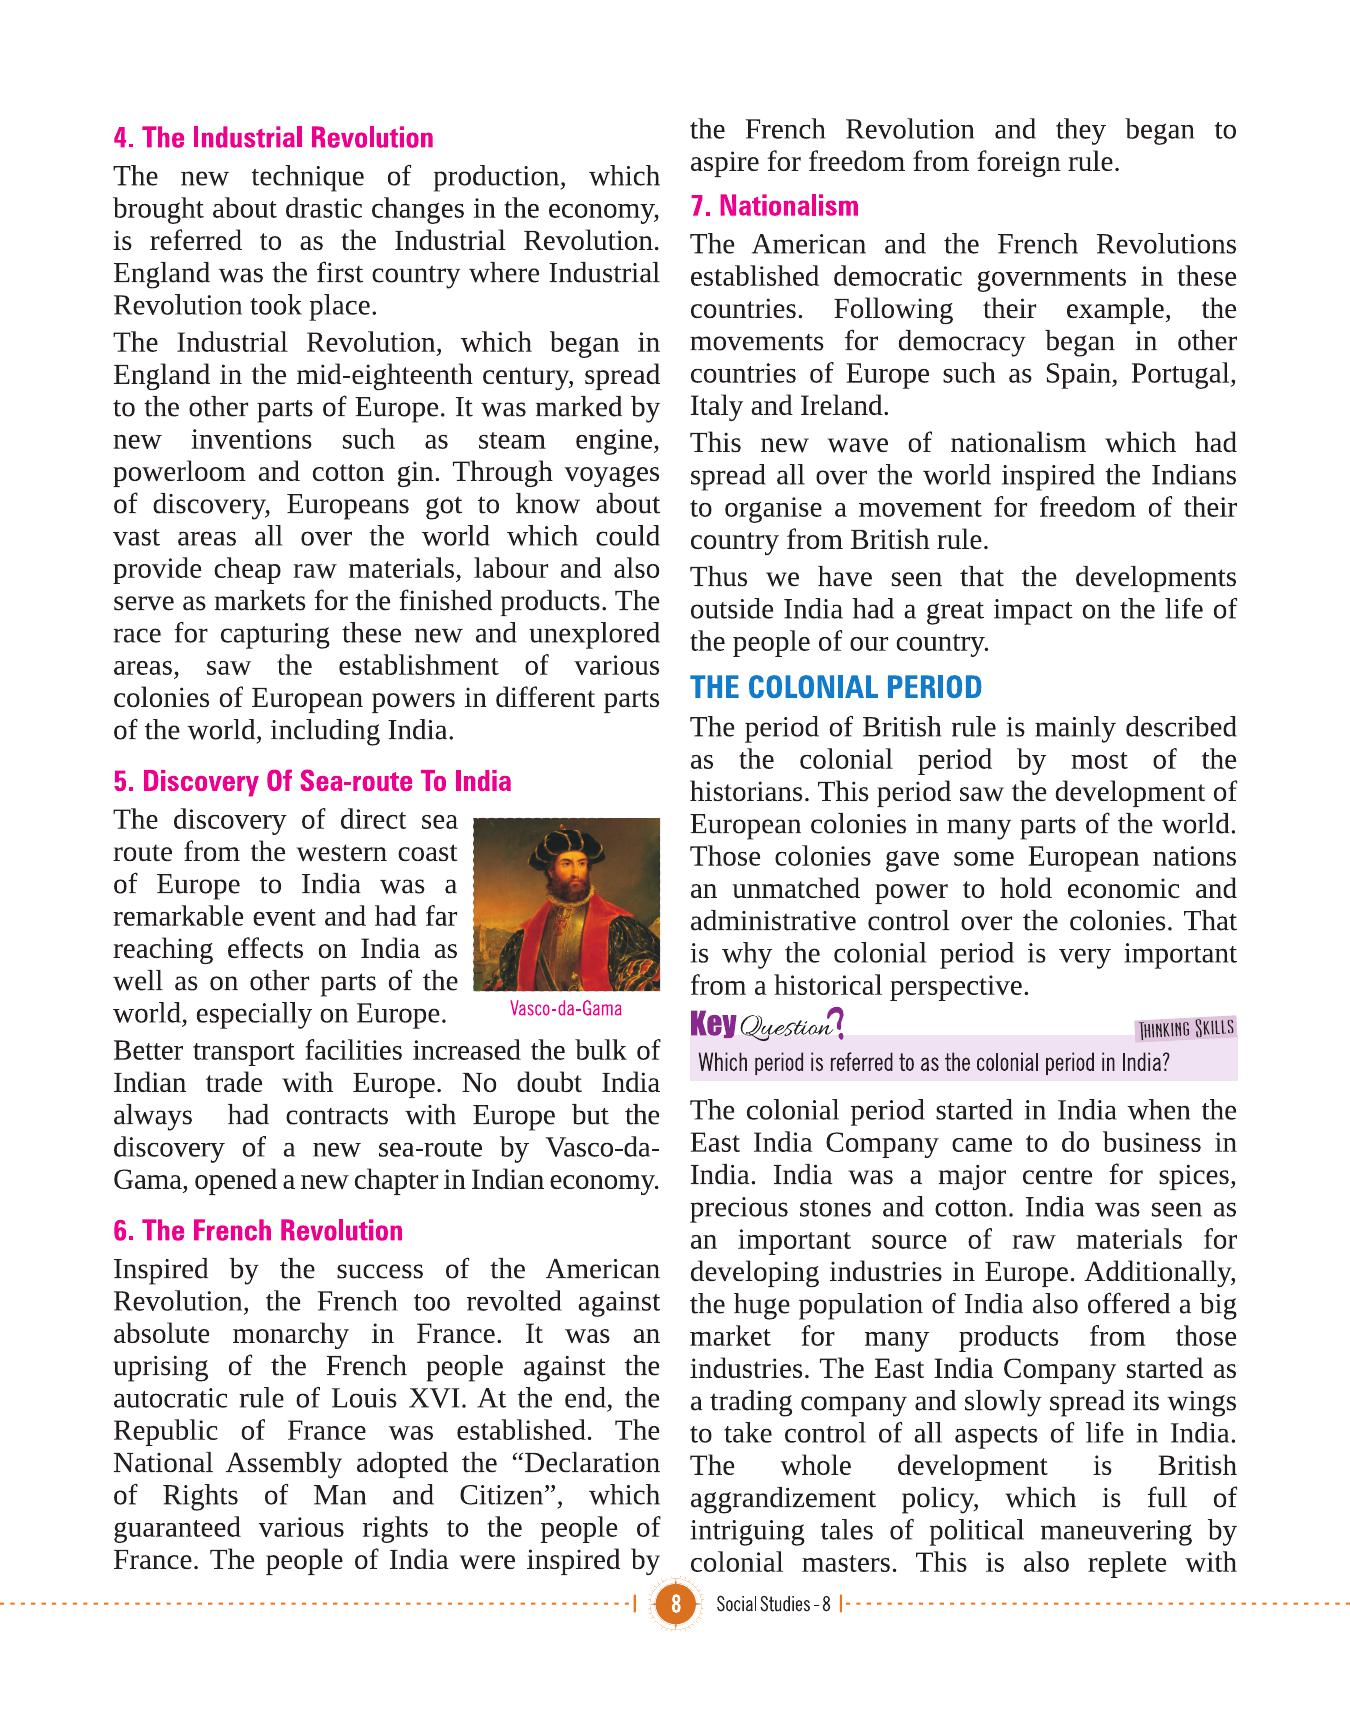 4. The Industrial Revolution
The new technique of production, which
brought about drastic changes in the economy,
is referred to as the Industrial Revolution.
England was the first country where Industrial
Revolution took place.
The Industrial Revolution, which began in
England in the mid-eighteenth century, spread
to the other parts of Europe. It was marked by
new inventions such as steam engine,
powerloom and cotton gin. Through voyages
of discovery, Europeans got to know about
vast areas all over the world which could
provide cheap raw materials, labour and also
serve as markets for the finished products. The
race for capturing these new and unexplored
areas, saw the establishment of various
colonies of European powers in different parts
of the world, including India.
5. Discovery Of Sea-route To India
The discovery of direct sea
route from the western coast
of Europe to India was a
remarkable event and had far
reaching effects on India as
well as on other parts of the
world, especially on Europe.
Vasco-da-Gama
Better transport facilities increased the bulk of
Indian trade with Europe. No doubt India
always had contracts with Europe but the
discovery of a new sea-route by Vasco-da-
Gama, opened a new chapter in Indian economy.
6. The French Revolution
Inspired by the success of the American
Revolution, the French too revolted against
absolute monarchy in France. It was an
uprising of the French people against the
autocratic rule of Louis XVI. At the end, the
Republic of France was established. The
National Assembly adopted the “Declaration
of Rights of Man and Citizen”, which
guaranteed various rights to the people of
France. The people of India were inspired by
the French Revolution and they began to
aspire for freedom from foreign rule.
7. Nationalism
The American and the French Revolutions
established democratic governments in these
countries. Following their example, the
movements for democracy began in other
countries of Europe such as Spain, Portugal,
Italy and Ireland.
This new wave of nationalism which had
spread all over the world inspired the Indians
to organise a movement for freedom of their
country from British rule.
Thus we have seen that the developments
outside India had a great impact on the life of
the people of our country.
THE COLONIAL PERIOD
The period of British rule is mainly described
as the colonial period by most of the
historians. This period saw the development of
European colonies in many parts of the world.
Those colonies gave some European nations
an unmatched power to hold economic and
administrative control over the colonies. That
is why the colonial period is very important
from a historical perspective.
Key Question? THINKING SKILLS
Which period is referred to as the colonial period in India?
The colonial period started in India when the
East India Company came to do business in
India. India was a major centre for spices,
precious stones and cotton. India was seen as
an important source of raw materials for
developing industries in Europe. Additionally,
the huge population of India also offered a big
market for many products from those
industries. The East India Company started as
a trading company and slowly spread its wings
to take control of all aspects of life in India.
The whole development is British
aggrandizement policy, which is full of
intriguing tales of political maneuvering by
colonial masters. This is also replete with
8 Social Studies - 8